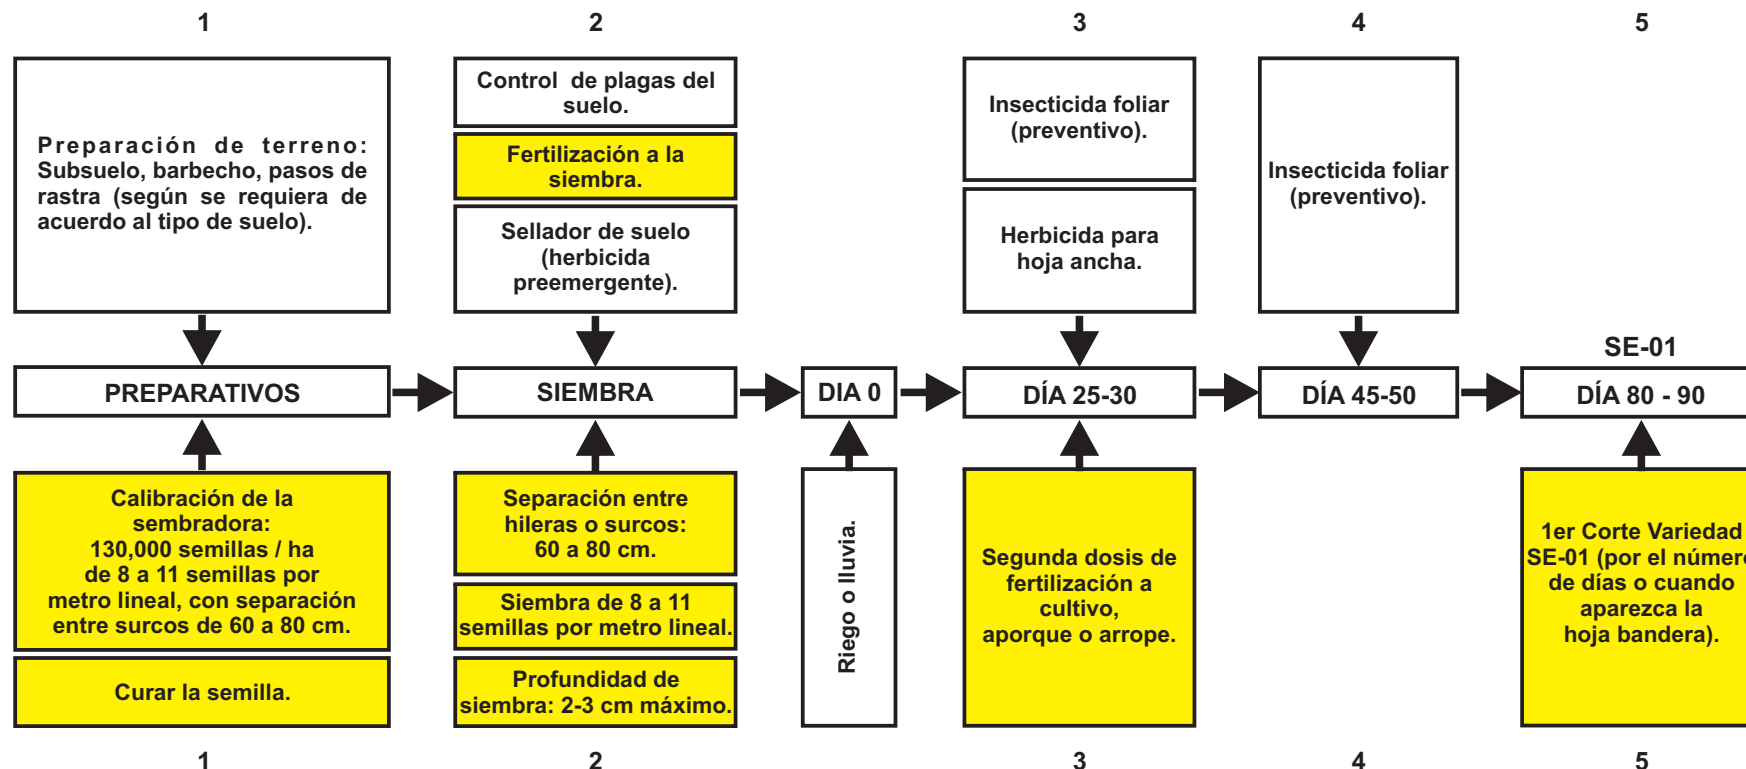 1
2
3
4
5
Preparación de terreno:
Subsuelo, barbecho, pasos de
rastra (según se requiera de
acuerdo al tipo de suelo).
Control de plagas del
suelo.
Fertilización a la
siembra.
Sellador de suelo
(herbicida
preemergente).
Insecticida foliar
(preventivo).
Herbicida para
hoja ancha.
Insecticida foliar
(preventivo).
SE-01
PREPARATIVOS
SIEMBRA
DIA 0
DÍA 25-30
DÍA 45-50
DÍA 80 - 90
Calibración de la
sembradora:
130,000 semillas / ha
de 8 a 11 semillas por
metro lineal, con separación
entre surcos de 60 a 80 cm.
Curar la semilla.
Separación entre
hileras o surcos:
60 a 80 cm.
Siembra de 8 a 11
semillas por metro lineal.
Profundidad de
siembra: 2-3 cm máximo.
Riego o lluvia.
Segunda dosis de
fertilización a
cultivo,
aporque o arrope.
1er Corte Variedad
SE-01 (por el número
de días o cuando
aparezca la
hoja bandera).
1
2
3
4
5